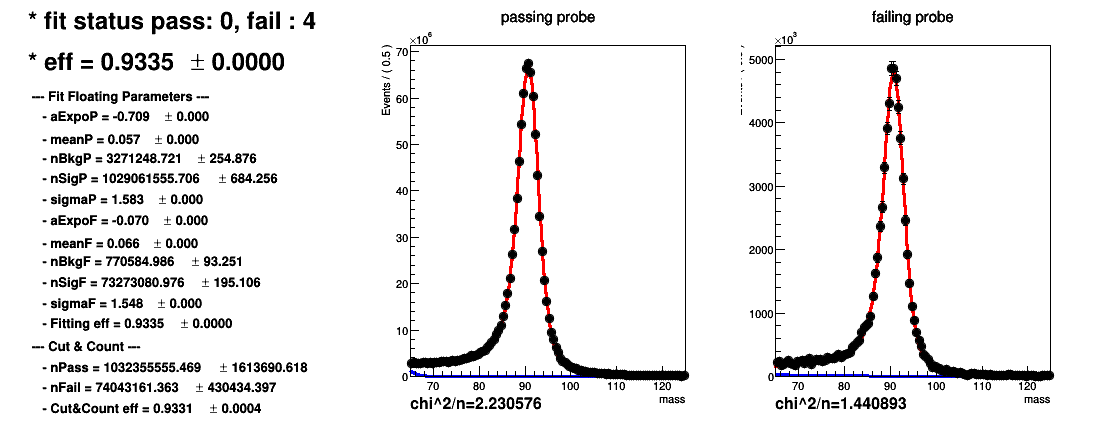 * fit status pass: 0, fail : 4
* eff = 0.9335 ± 0.0000
--- Fit Floating Parameters ---
- aExpoP = -0.709 ± 0.000
- meanP = 0.057 ± 0.000
- nBkgP = 3271248.721 ± 254.876
- nSigP = 1029061555.706 ± 684.256
- sigmaP = 1.583 ± 0.000
- aExpoF = -0.070 ± 0.000
- meanF = 0.066 ± 0.000
- nBkgF = 770584.986 ± 93.251
- nSigF = 73273080.976 ± 195.106
- sigmaF = 1.548 ± 0.000
- Fitting eff = 0.9335 ± 0.0000
--- Cut & Count ---
- nPass = 1032355555.469 ± 1613690.618
- nFail = 74043161.363 ± 430434.397
- Cut&Count eff = 0.9331 ± 0.0004
passing probe
×10⁶
Events / ( 0.5 )
70
60
50
40
30
20
10
0
70 80 90 100 110 120
mass
chi^2/n=2.230576
failing probe
×10³
5000
4000
3000
2000
1000
0
70 80 90 100 110 120
mass
chi^2/n=1.440893